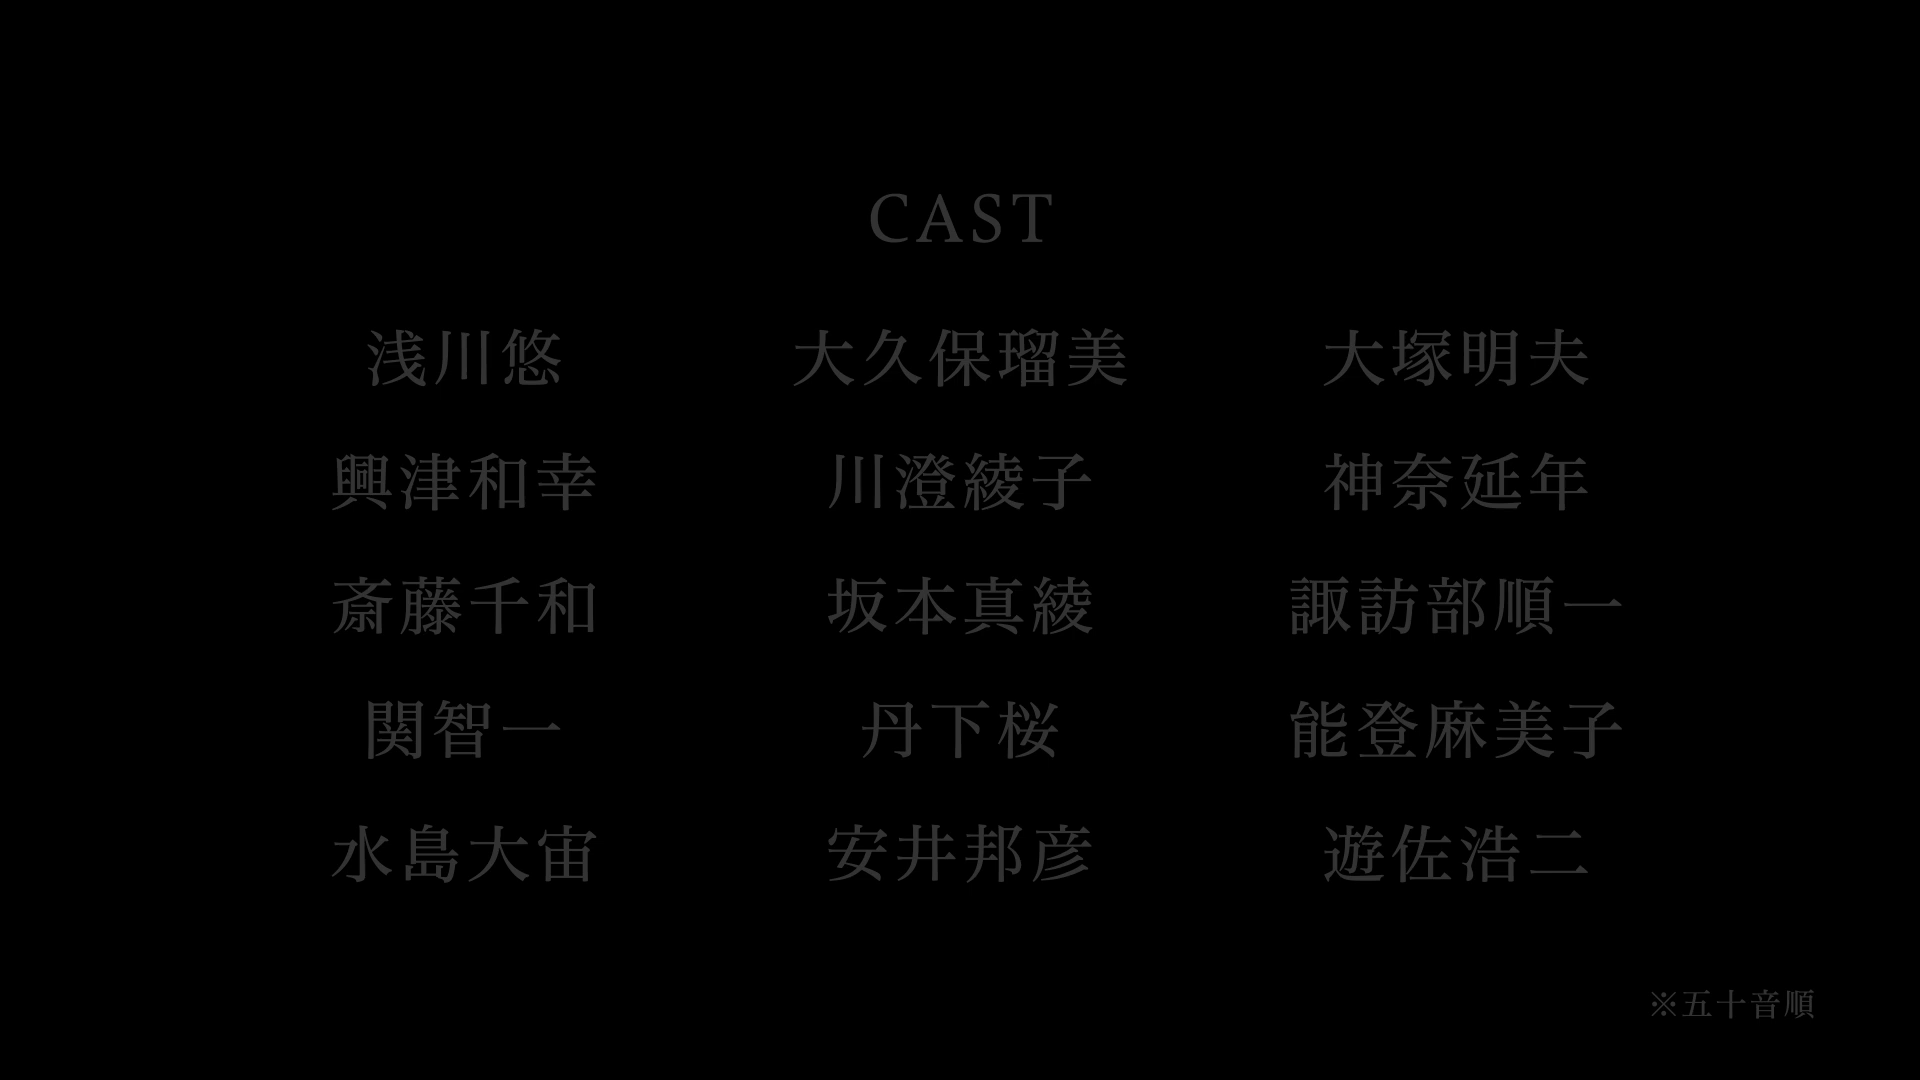 CAST
浅川悠 大久保瑠美 大塚明夫
興津和幸 川澄綾子 神奈延年
斎藤千和 坂本真綾 諏訪部順一
関智一 丹下桜 能登麻美子
水島大宙 安井邦彦 遊佐浩二
※五十音順